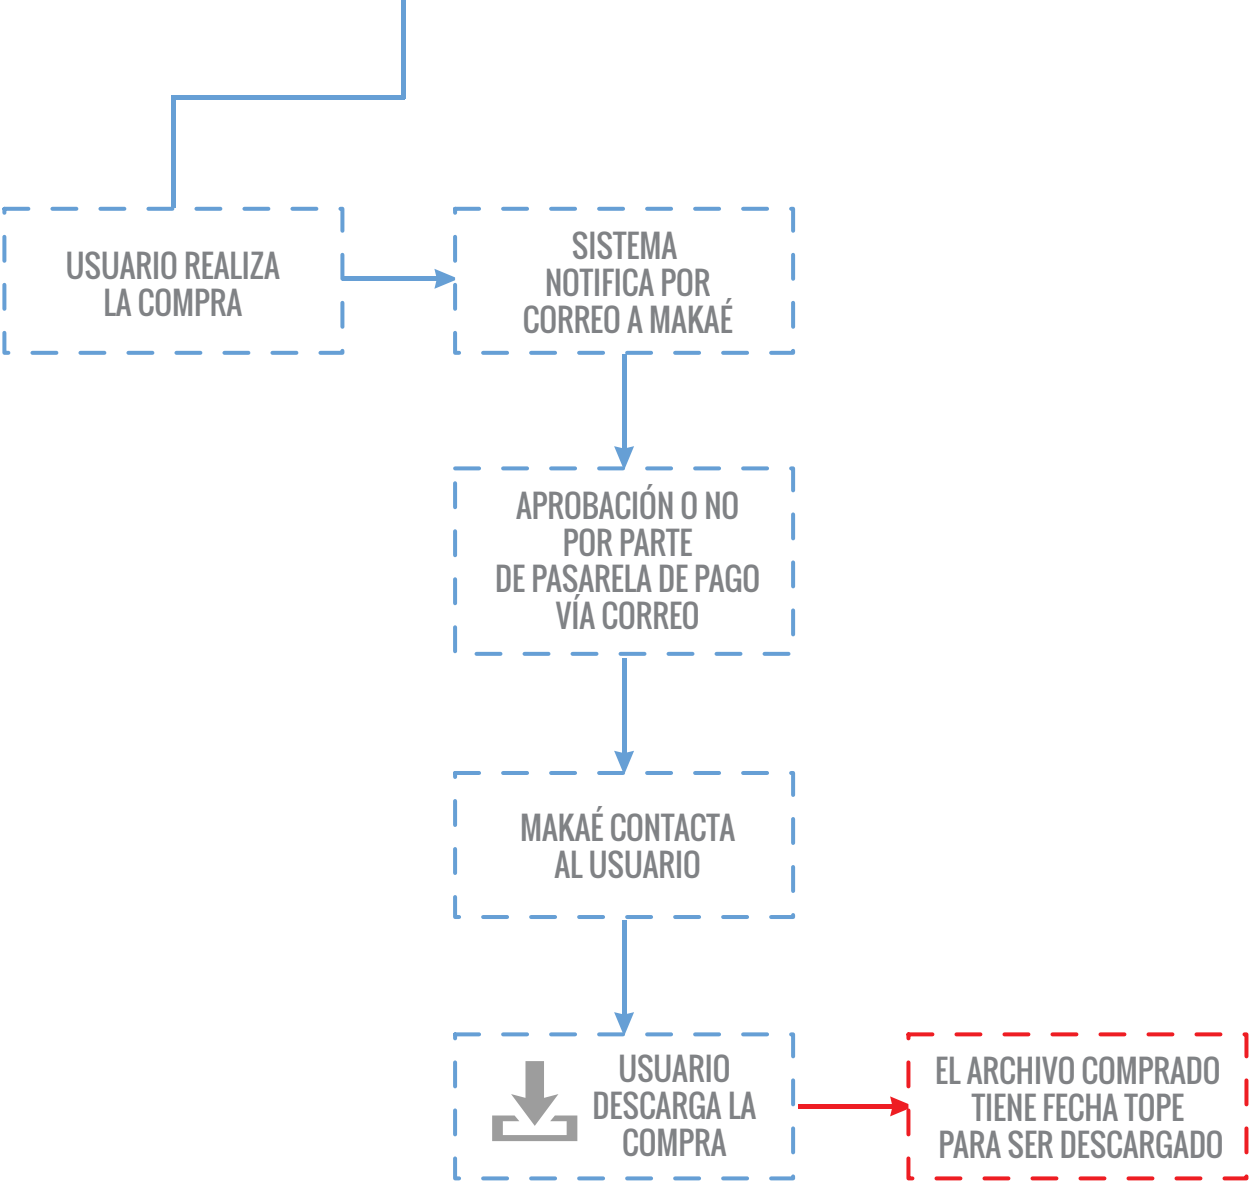 USUARIO REALIZA
LA COMPRA
SISTEMA
NOTIFICA POR
CORREO A MAKAÉ
APROBACIÓN O NO
POR PARTE
DE PASARELA DE PAGO
VÍA CORREO
MAKAÉ CONTACTA
AL USUARIO
USUARIO
DESCARGA LA
COMPRA
EL ARCHIVO COMPRADO
TIENE FECHA TOPE
PARA SER DESCARGADO